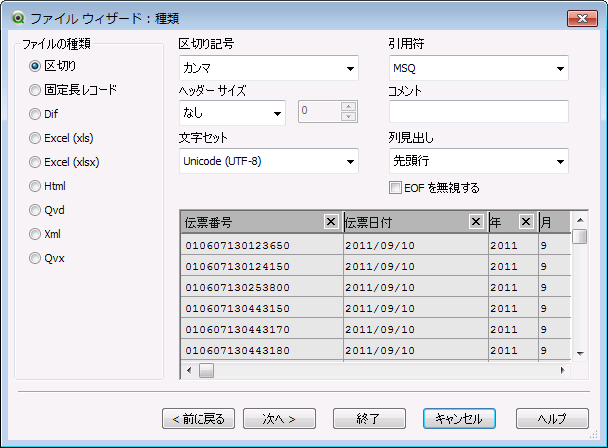 ファイル ウィザード : 種類
ファイルの種類
区切り
固定長レコード
Dif
Excel (xls)
Excel (xlsx)
Html
Qvd
Xml
Qvx
区切り記号
カンマ
引用符
MSQ
ヘッダー サイズ
なし
0
コメント
文字セット
Unicode (UTF-8)
列見出し
先頭行
EOF を無視する
伝票番号 伝票日付 年 月
010607130123650 2011/09/10 2011 9
010607130124150 2011/09/10 2011 9
010607130253800 2011/09/10 2011 9
010607130443150 2011/09/10 2011 9
010607130443170 2011/09/10 2011 9
010607130443180 2011/09/10 2011 9
< 前に戻る 次へ > 終了 キャンセル ヘルプ